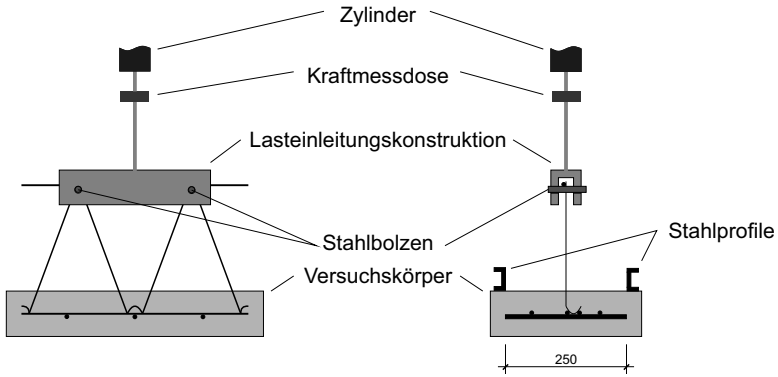 Zylinder
Kraftmessdose
Lasteinleitungskonstruktion
Stahlbolzen
Stahlprofile
Versuchskörper
250